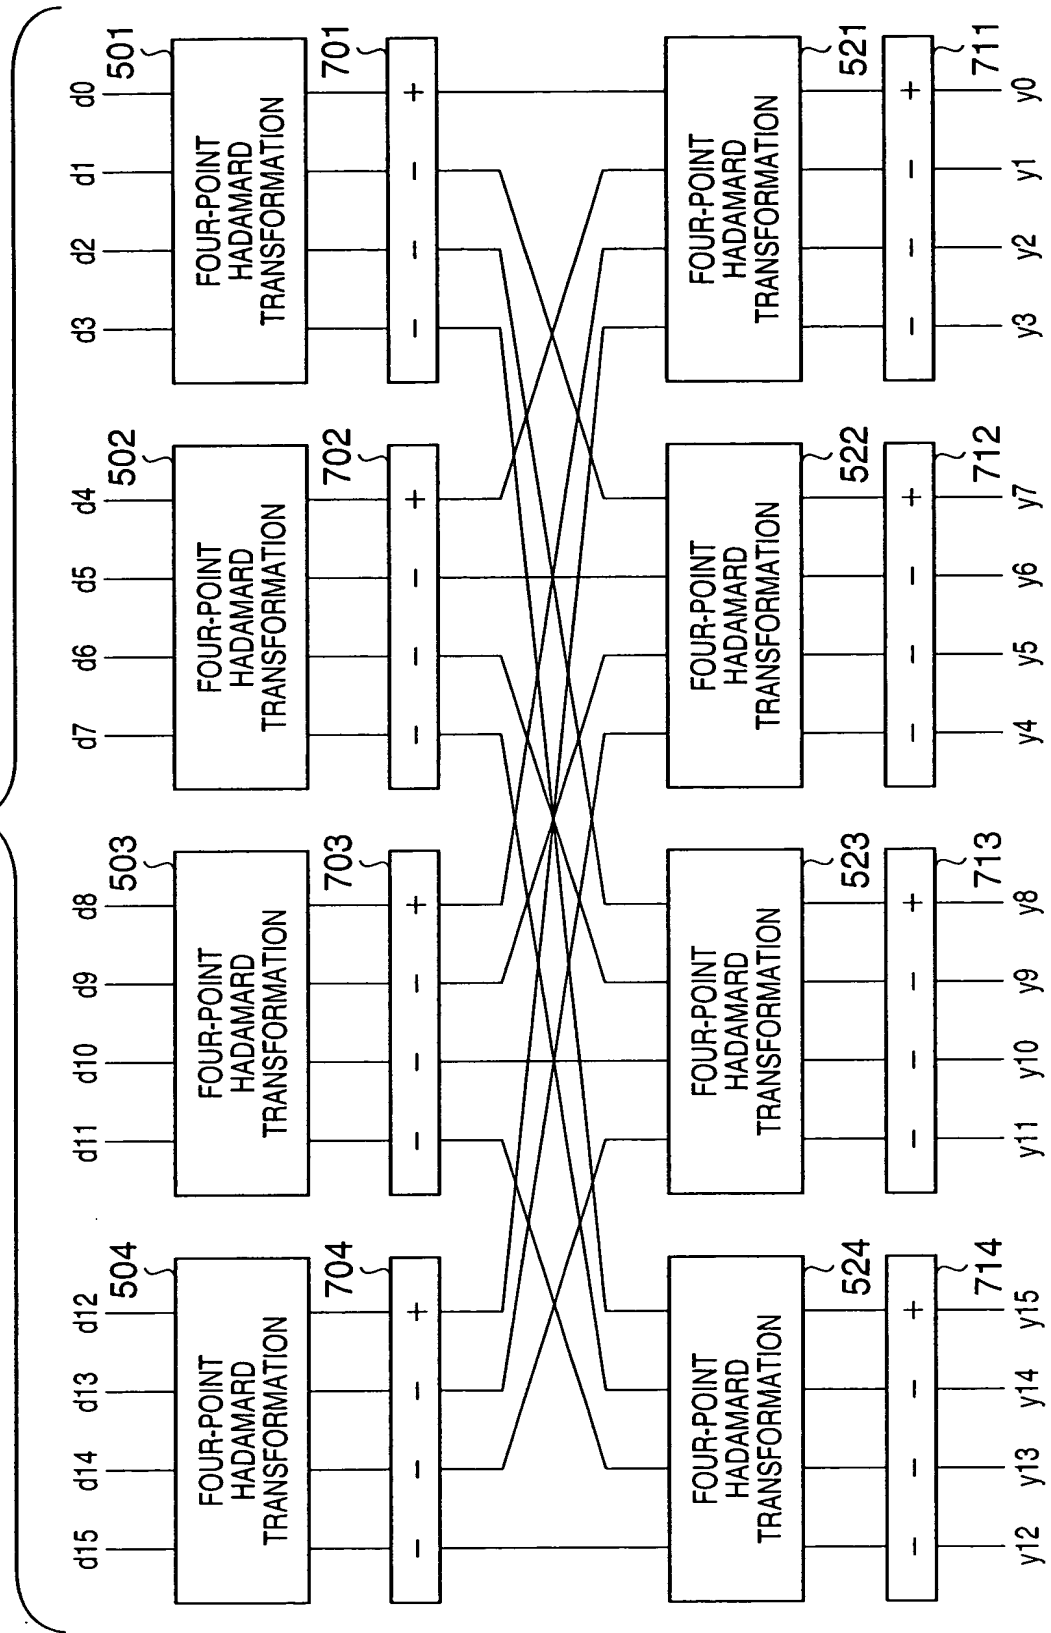 d0 d1 d2 d3 d4 d5 d6 d7 d8 d9 d10 d11 d12 d13 d14 d15
501 502 503 504
FOUR-POINT
HADAMARD
TRANSFORMATION
FOUR-POINT
HADAMARD
TRANSFORMATION
FOUR-POINT
HADAMARD
TRANSFORMATION
FOUR-POINT
HADAMARD
TRANSFORMATION
701 702 703 704
+ − − − + − − − + − − − + − − −
521 522 523 524
FOUR-POINT
HADAMARD
TRANSFORMATION
FOUR-POINT
HADAMARD
TRANSFORMATION
FOUR-POINT
HADAMARD
TRANSFORMATION
FOUR-POINT
HADAMARD
TRANSFORMATION
711 712 713 714
+ − − − + − − − + − − − + − − −
y0 y1 y2 y3 y7 y6 y5 y4 y8 y9 y10 y11 y15 y14 y13 y12